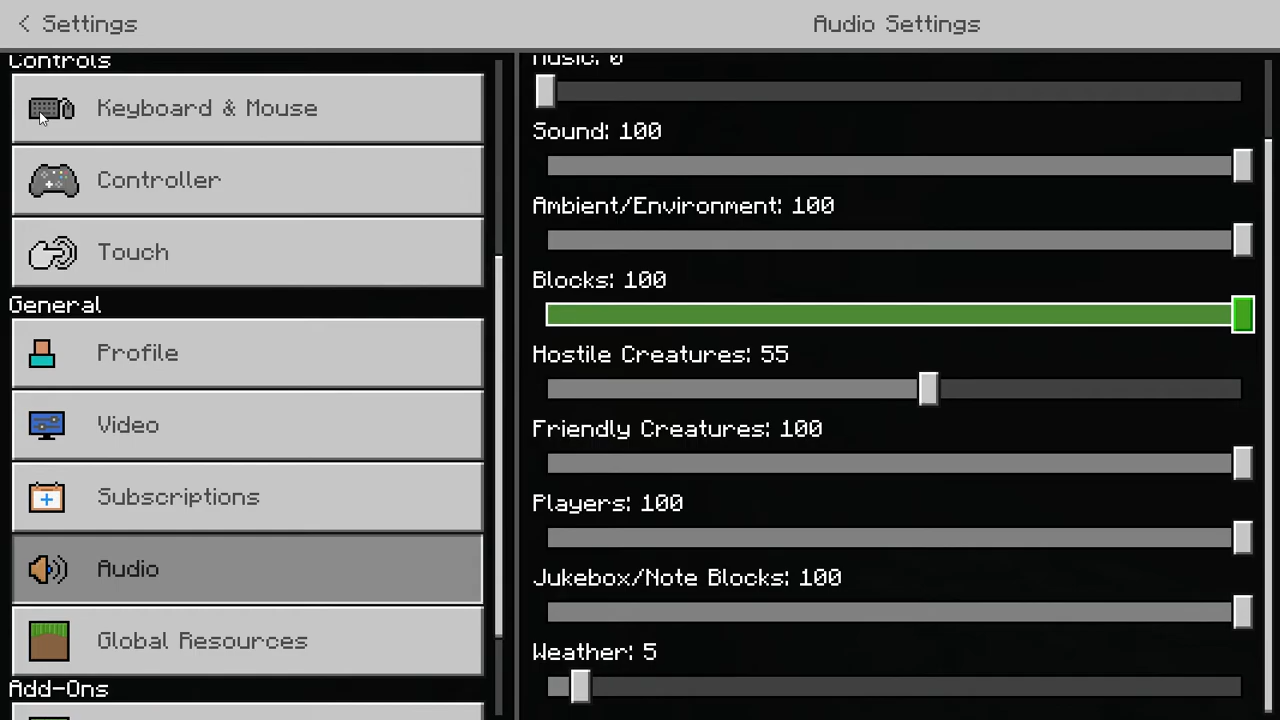 Settings
Audio Settings
Controls
Keyboard & Mouse
Controller
Touch
General
Profile
Video
Subscriptions
Audio
Global Resources
Add-Ons
Music: 0
Sound: 100
Ambient/Environment: 100
Blocks: 100
Hostile Creatures: 55
Friendly Creatures: 100
Players: 100
Jukebox/Note Blocks: 100
Weather: 5